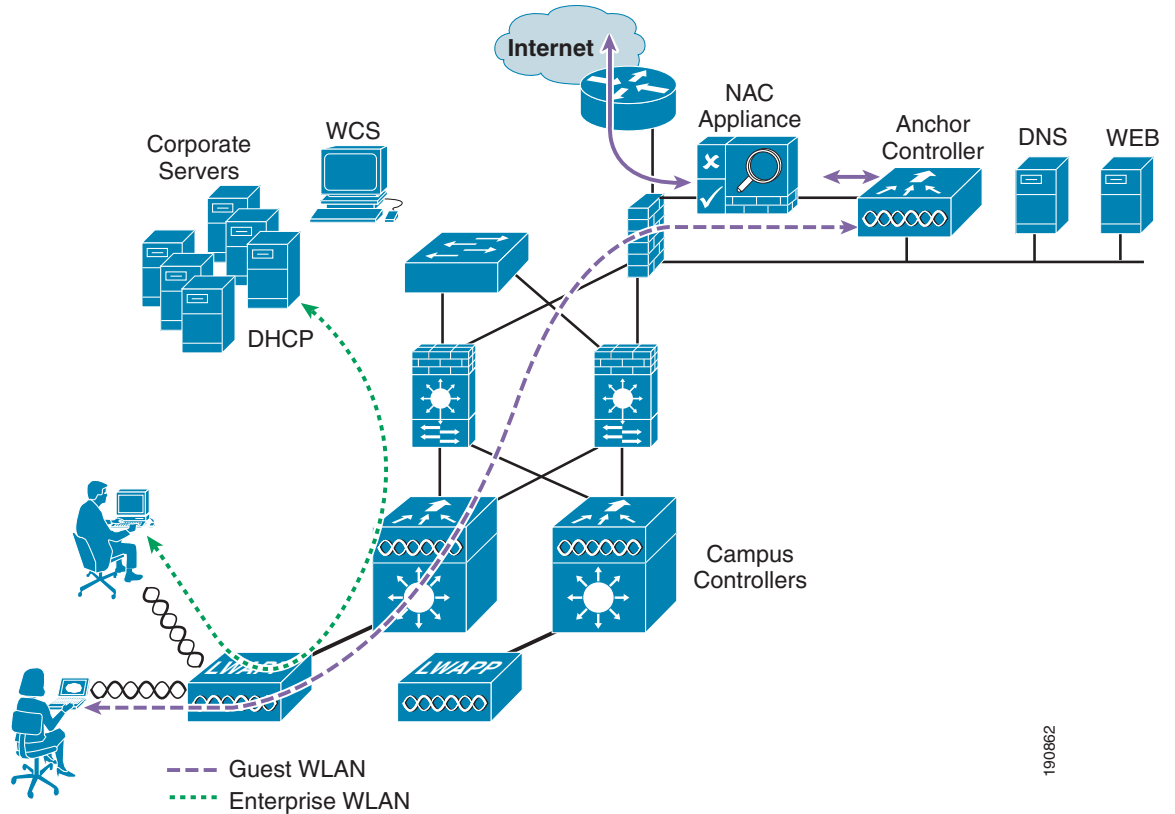 Internet
NAC
Appliance
Anchor
Controller
DNS
WEB
WCS
Corporate
Servers
DHCP
Campus
Controllers
LWAPP
LWAPP
Guest WLAN
Enterprise WLAN
190862